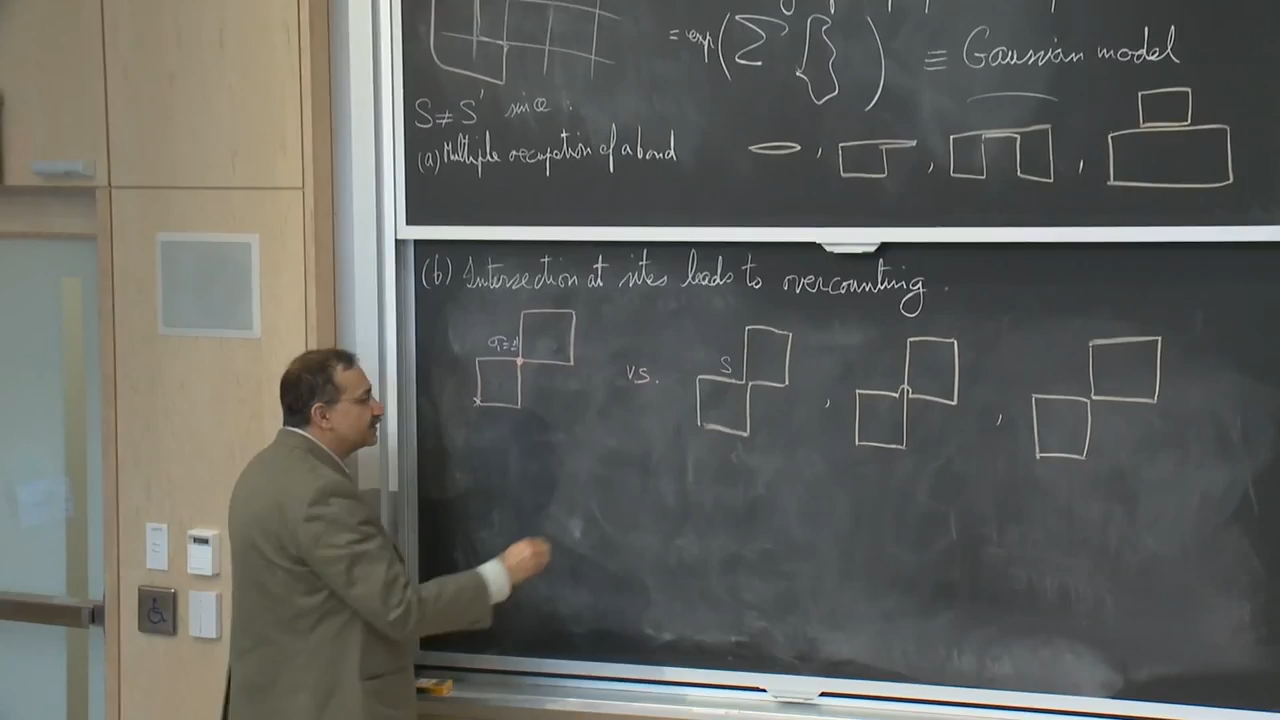 = exp( Σ { } ) ≡ Gaussian model
S ≠ S' since :
(a) Multiple occupation of a bond , , ,
(b) Intersection at sites leads to overcounting .
vs. S , ,